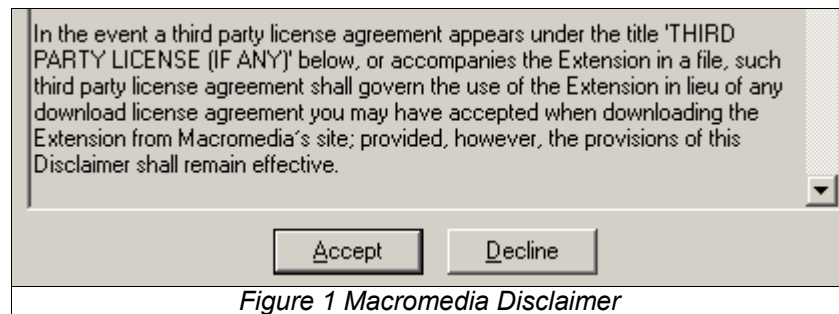 In the event a third party license agreement appears under the title 'THIRD
PARTY LICENSE (IF ANY)' below, or accompanies the Extension in a file, such
third party license agreement shall govern the use of the Extension in lieu of any
download license agreement you may have accepted when downloading the
Extension from Macromedia´s site; provided, however, the provisions of this
Disclaimer shall remain effective.
Accept Decline
Figure 1 Macromedia Disclaimer